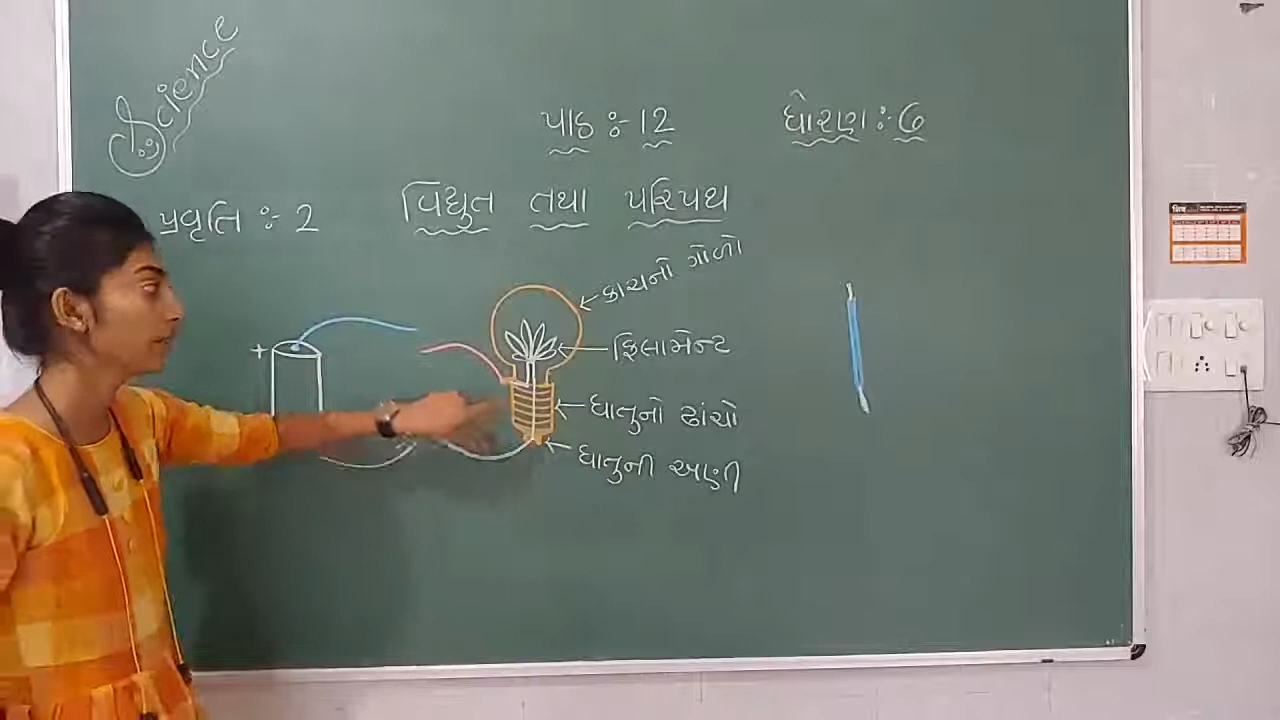 Science
પાઠ :- 12
ધોરણ :- 6
પ્રવૃતિ :- 2
વિદ્યુત તથા પરિપથ
કાચનો ગોળો
+
ફિલામેન્ટ
ધાતુનો ઢાંચો
ધાતુની અણી